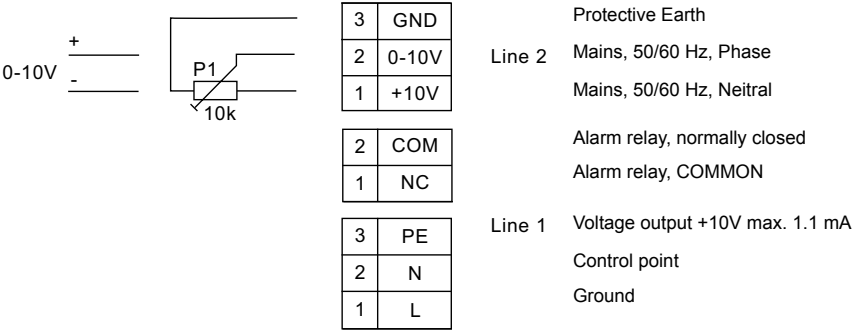 3 GND Protective Earth
+
0-10V
-
P1
10k
2 0-10V Line 2 Mains, 50/60 Hz, Phase
1 +10V Mains, 50/60 Hz, Neitral
2 COM Alarm relay, normally closed
1 NC Alarm relay, COMMON
3 PE Line 1 Voltage output +10V max. 1.1 mA
2 N Control point
1 L Ground